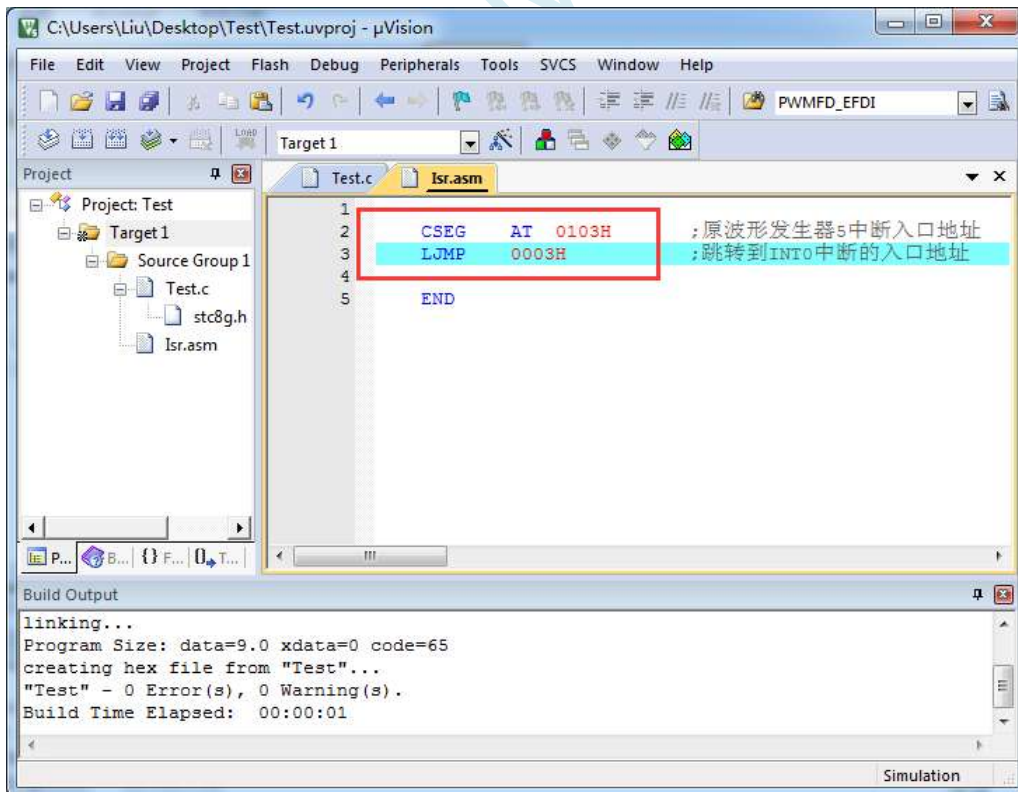 C:\Users\Liu\Desktop\Test\Test.uvproj - µVision
File Edit View Project Flash Debug Peripherals Tools SVCS Window Help
PWMFD_EFDI
LOAD Target 1
Project
Test.c Isr.asm
Project: Test
Target 1
Source Group 1
Test.c
stc8g.h
Isr.asm
1
2 CSEG AT 0103H ;原波形发生器5中断入口地址
3 LJMP 0003H ;跳转到INT0中断的入口地址
4
5 END
P... B... {} F... 0→ T...
Build Output
linking...
Program Size: data=9.0 xdata=0 code=65
creating hex file from "Test"...
"Test" - 0 Error(s), 0 Warning(s).
Build Time Elapsed: 00:00:01
Simulation